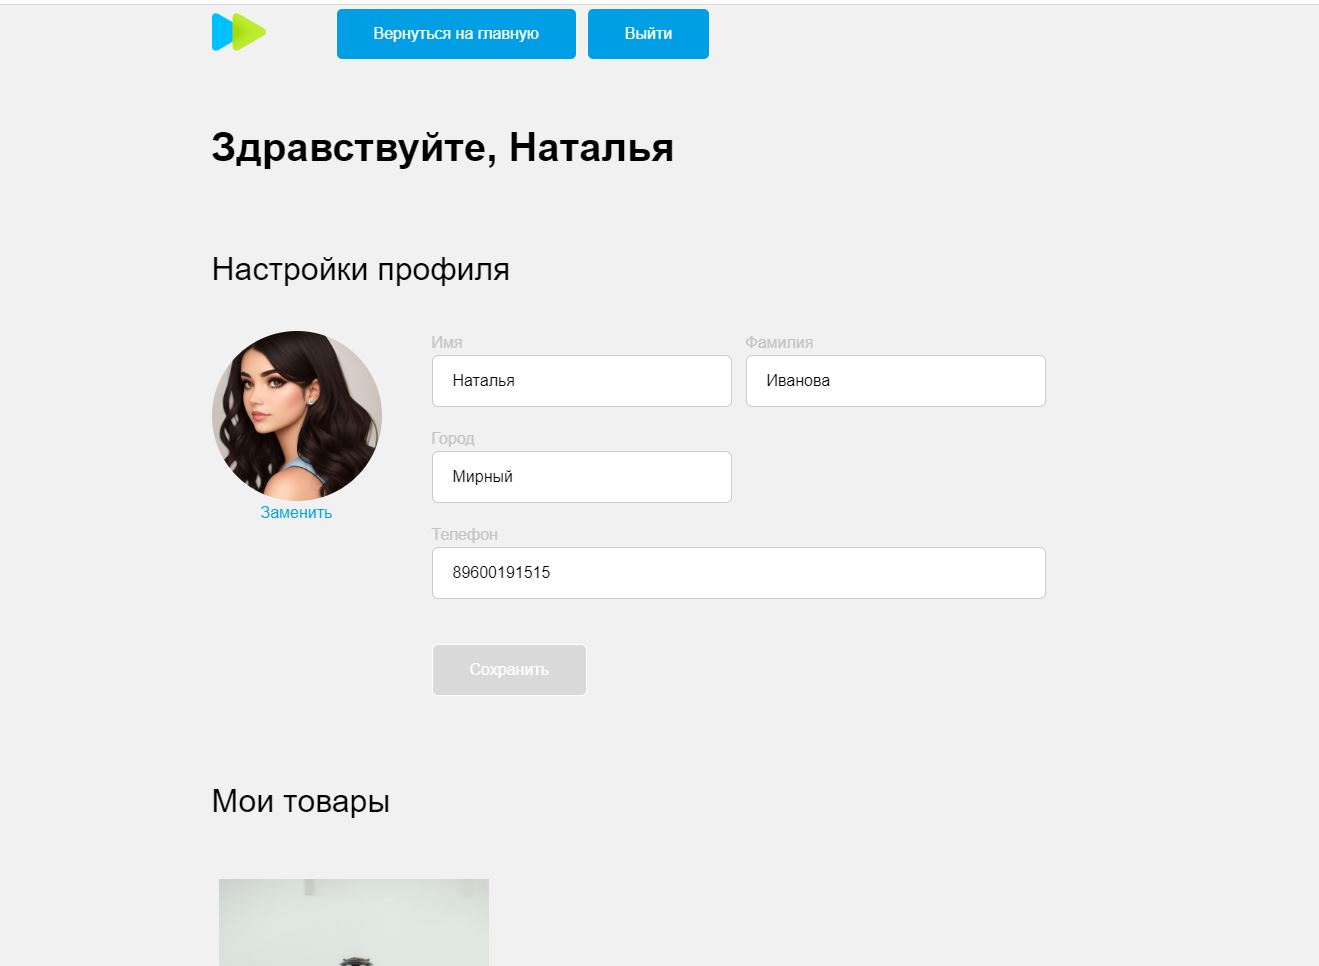 Вернуться на главную
Выйти
Здравствуйте, Наталья
Настройки профиля
Имя
Фамилия
Наталья
Иванова
Город
Мирный
Заменить
Телефон
89600191515
Сохранить
Мои товары